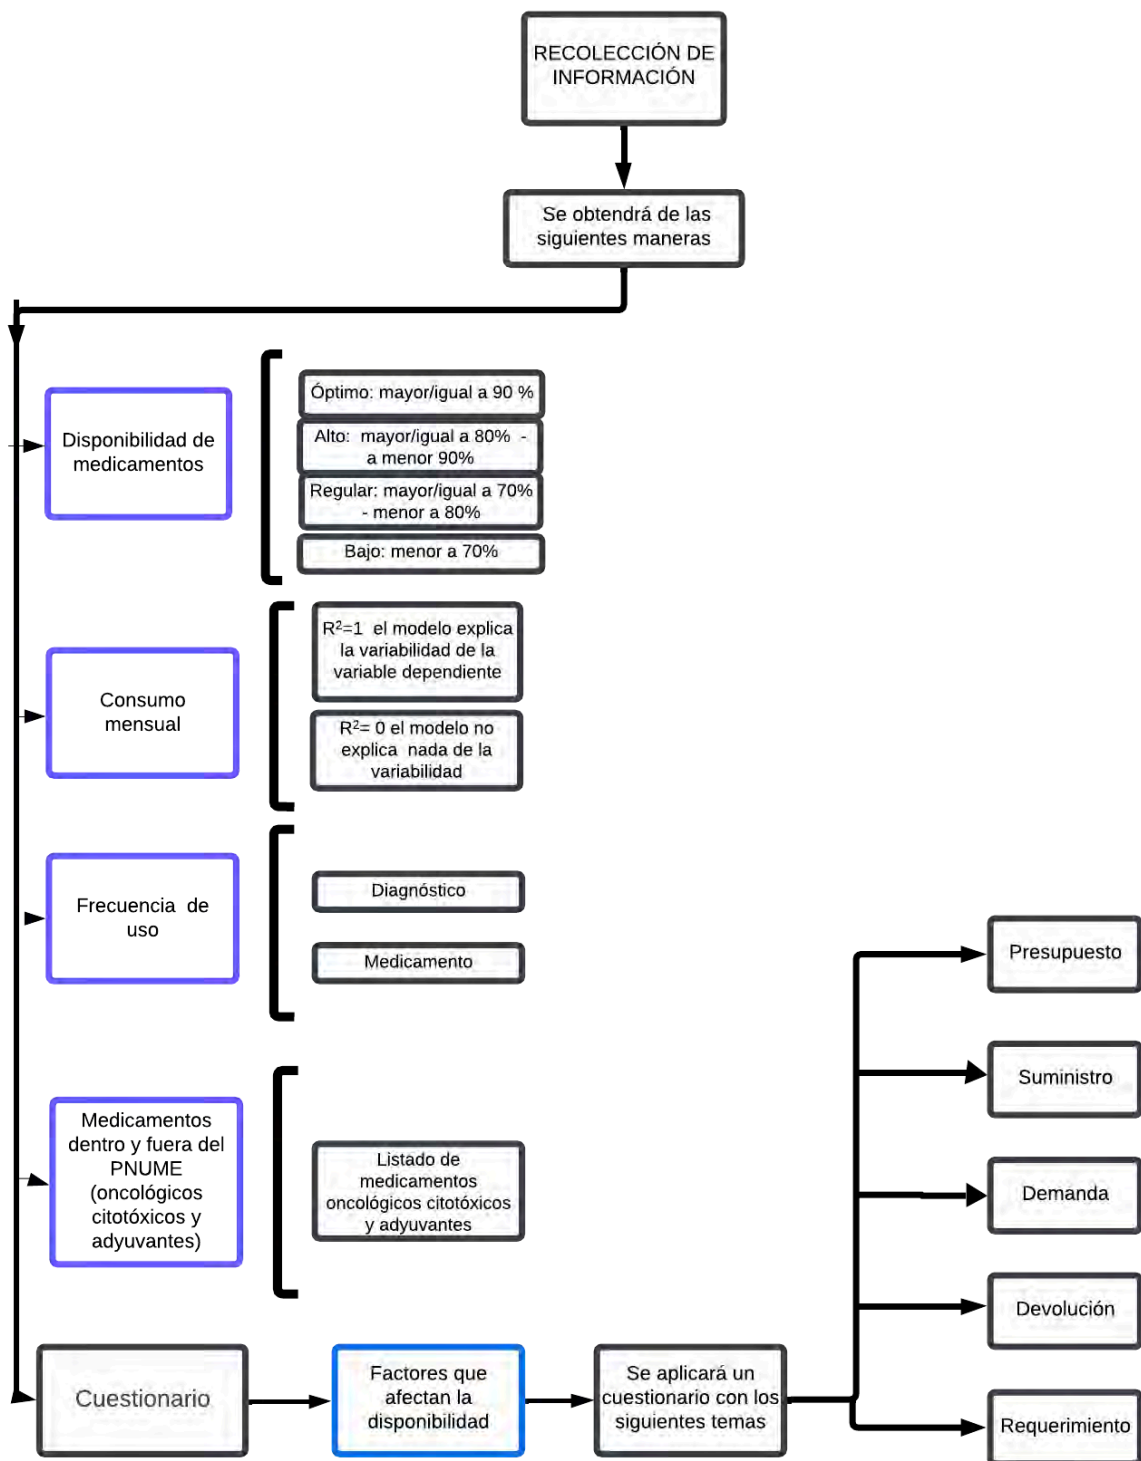 RECOLECCIÓN DE
INFORMACIÓN
Se obtendrá de las
siguientes maneras
Disponibilidad de
medicamentos
Óptimo: mayor/igual a 90 %
Alto: mayor/igual a 80% -
a menor 90%
Regular: mayor/igual a 70%
- menor a 80%
Bajo: menor a 70%
Consumo
mensual
R²=1 el modelo explica
la variabilidad de la
variable dependiente
R²= 0 el modelo no
explica nada de la
variabilidad
Frecuencia de
uso
Diagnóstico
Medicamento
Medicamentos
dentro y fuera del
PNUME
(oncológicos
citotóxicos y
adyuvantes)
Listado de
medicamentos
oncológicos citotóxicos
y adyuvantes
Cuestionario
Factores que
afectan la
disponibilidad
Se aplicará un
cuestionario con los
siguientes temas
Presupuesto
Suministro
Demanda
Devolución
Requerimiento